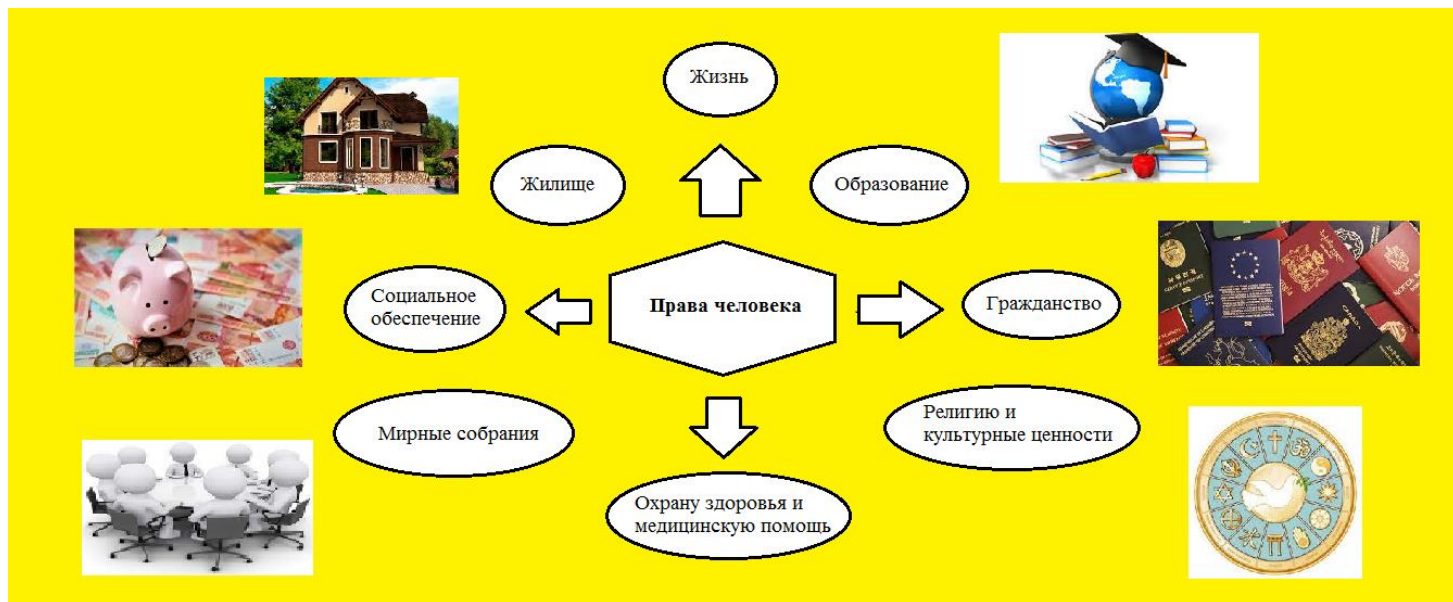 Жизнь
Жилище
Образование
Социальное
обеспечение
Права человека
Гражданство
Мирные собрания
Религию и
культурные ценности
Охрану здоровья и
медицинскую помощь